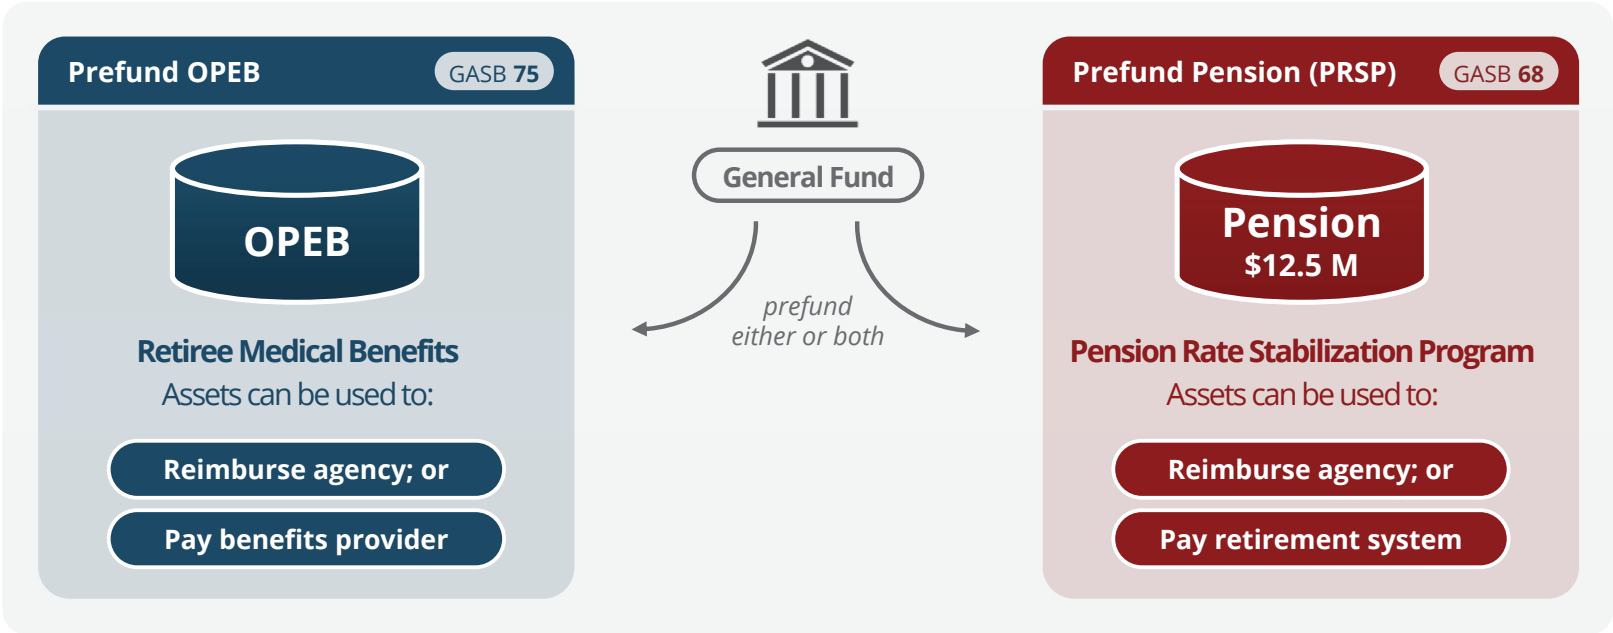 Prefund OPEB
GASB 75
OPEB
Retiree Medical Benefits
Assets can be used to:
Reimburse agency; or
Pay benefits provider
General Fund
prefund
either or both
Prefund Pension (PRSP)
GASB 68
Pension
$12.5 M
Pension Rate Stabilization Program
Assets can be used to:
Reimburse agency; or
Pay retirement system